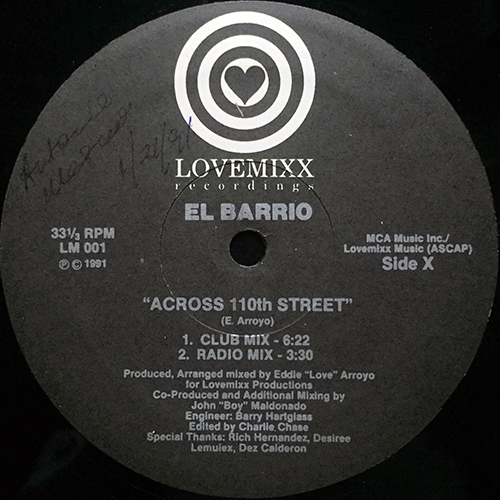 LOVEMIXX
recordings
EL BARRIO
33⅓ RPM
LM 001
℗ © 1991
MCA Music Inc./
Lovemixx Music (ASCAP)
Side X
"ACROSS 110th STREET"
(E. Arroyo)
1. CLUB MIX - 6:22
2. RADIO MIX - 3:30
Produced, Arranged mixed by Eddie "Love" Arroyo
for Lovemixx Productions
Co-Produced and Additional Mixing by
John "Boy" Maldonado
Engineer: Barry Hartglass
Edited by Charlie Chase
Special Thanks: Rich Hernandez, Desiree
Lemuiex, Dez Calderon